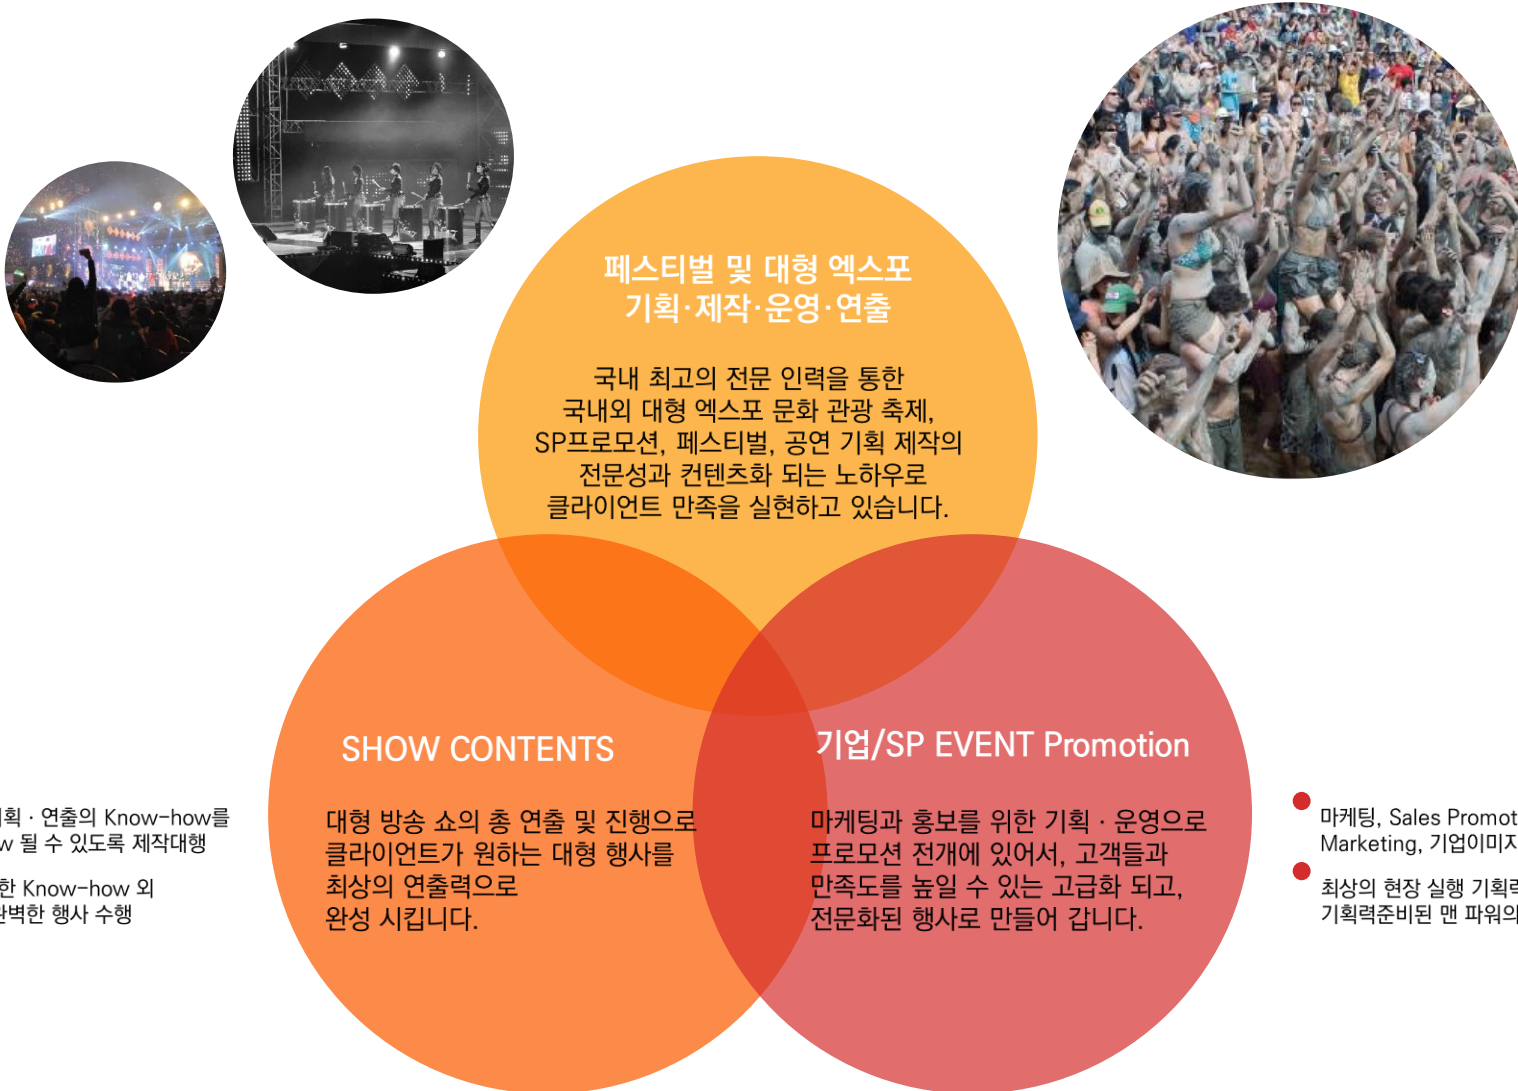 페스티벌 및 대형 엑스포
기획·제작·운영·연출
국내 최고의 전문 인력을 통한
국내외 대형 엑스포 문화 관광 축제,
SP프로모션, 페스티벌, 공연 기획 제작의
전문성과 컨텐츠화 되는 노하우로
클라이언트 만족을 실현하고 있습니다.
SHOW CONTENTS
대형 방송 쇼의 총 연출 및 진행으로
클라이언트가 원하는 대형 행사를
최상의 연출력으로
완성 시킵니다.
기업/SP EVENT Promotion
마케팅과 홍보를 위한 기획 · 운영으로
프로모션 전개에 있어서, 고객들과
만족도를 높일 수 있는 고급화 되고,
전문화된 행사로 만들어 갑니다.
· 연출의 Know-how를
될 수 있도록 제작대행
Know-how 외
행사 수행
마케팅, Sales
Marketing,
최상의 현장 실행
기획력준비된 맨